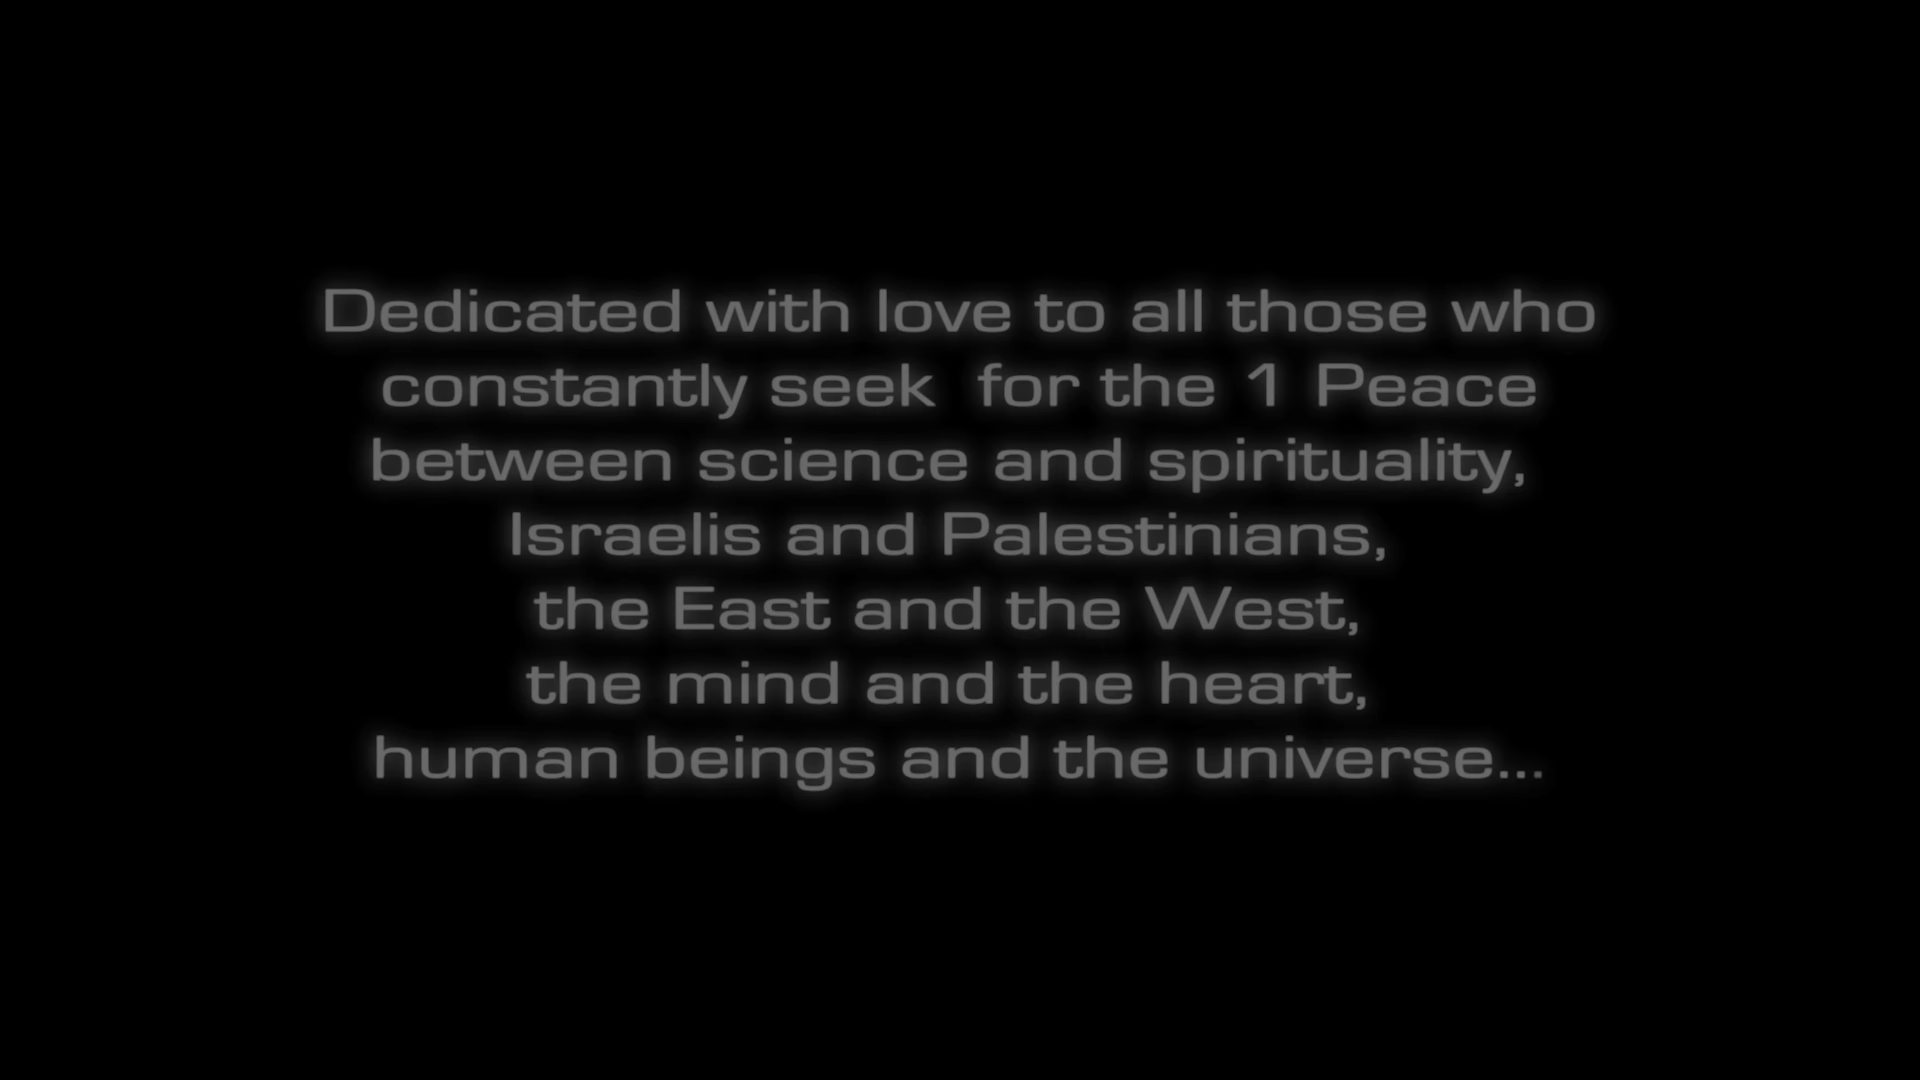 Dedicated with love to all those who
constantly seek  for the 1 Peace
between science and spirituality,
Israelis and Palestinians,
the East and the West,
the mind and the heart,
human beings and the universe...